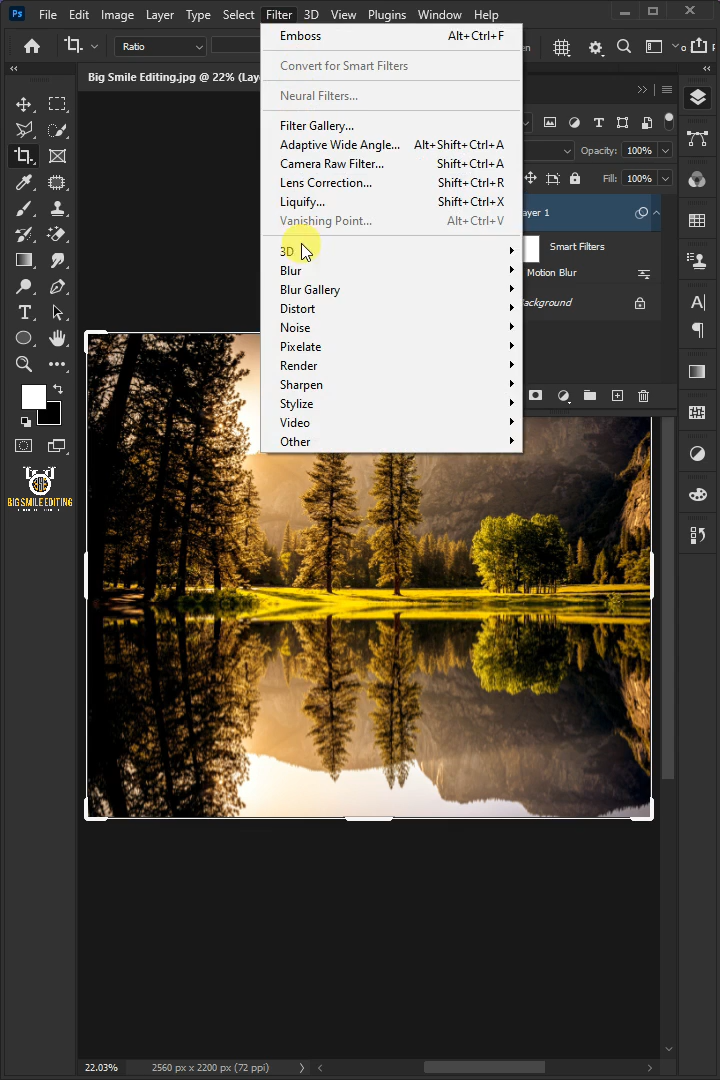 Ps File Edit Image Layer Type Select Filter 3D View Plugins Window Help
Ratio
Big Smile Editing.jpg @ 22% (Lay
Emboss Alt+Ctrl+F
Convert for Smart Filters
Neural Filters...
Filter Gallery...
Adaptive Wide Angle... Alt+Shift+Ctrl+A
Camera Raw Filter... Shift+Ctrl+A
Lens Correction... Shift+Ctrl+R
Liquify... Shift+Ctrl+X
Vanishing Point... Alt+Ctrl+V
3D
Blur
Blur Gallery
Distort
Noise
Pixelate
Render
Sharpen
Stylize
Video
Other
Opacity: 100%
Fill: 100%
ayer 1
Smart Filters
Motion Blur
ackground
BIG SMILE EDITING
22.03% 2560 px x 2200 px (72 ppi)